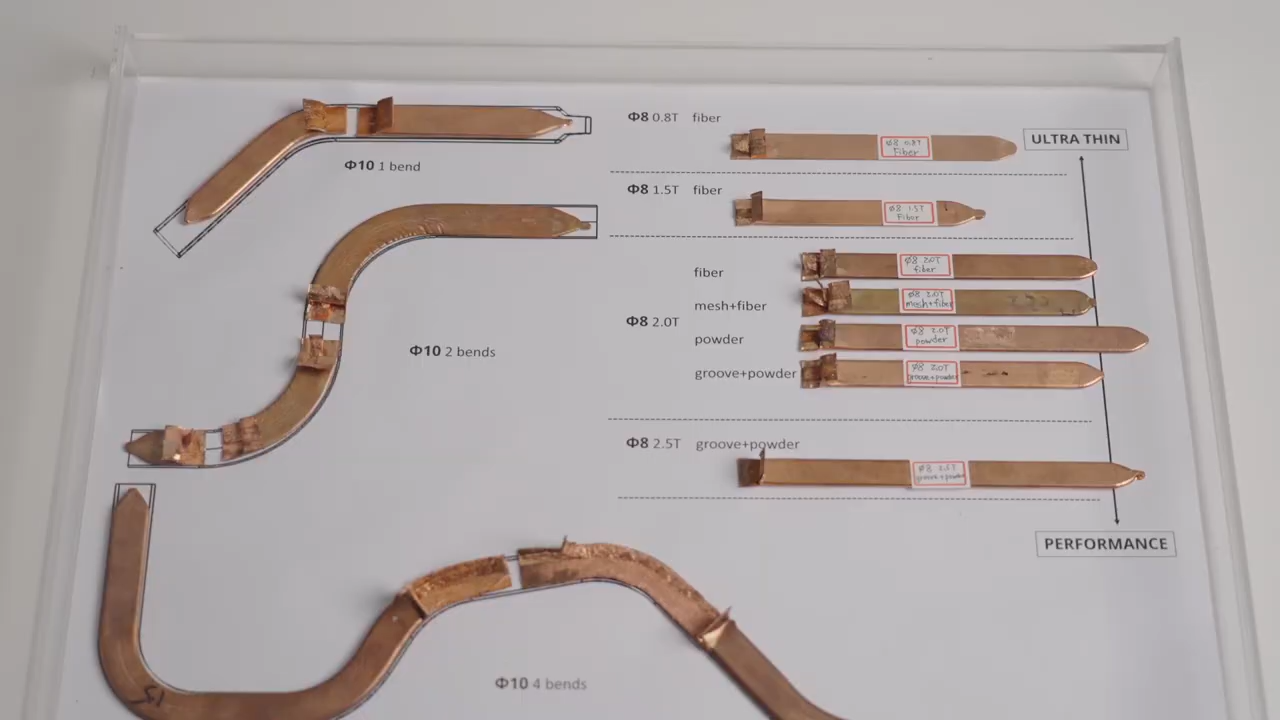 Φ10 1 bend
Φ10 2 bends
Φ10 4 bends
15
Φ8 0.8T fiber
Φ8 0.8T
Fiber
Φ8 1.5T fiber
Φ8 1.5T
Fiber
Φ8 2.0T
fiber
mesh+fiber
powder
groove+powder
Φ8 2.0T
fiber
Φ8 2.0T
mesh+fiber
Φ8 2.0T
powder
Φ8 2.0T
groove+powder
Φ8 2.5T groove+powder
Φ8 2.5T
groove+powder
ULTRA THIN
PERFORMANCE